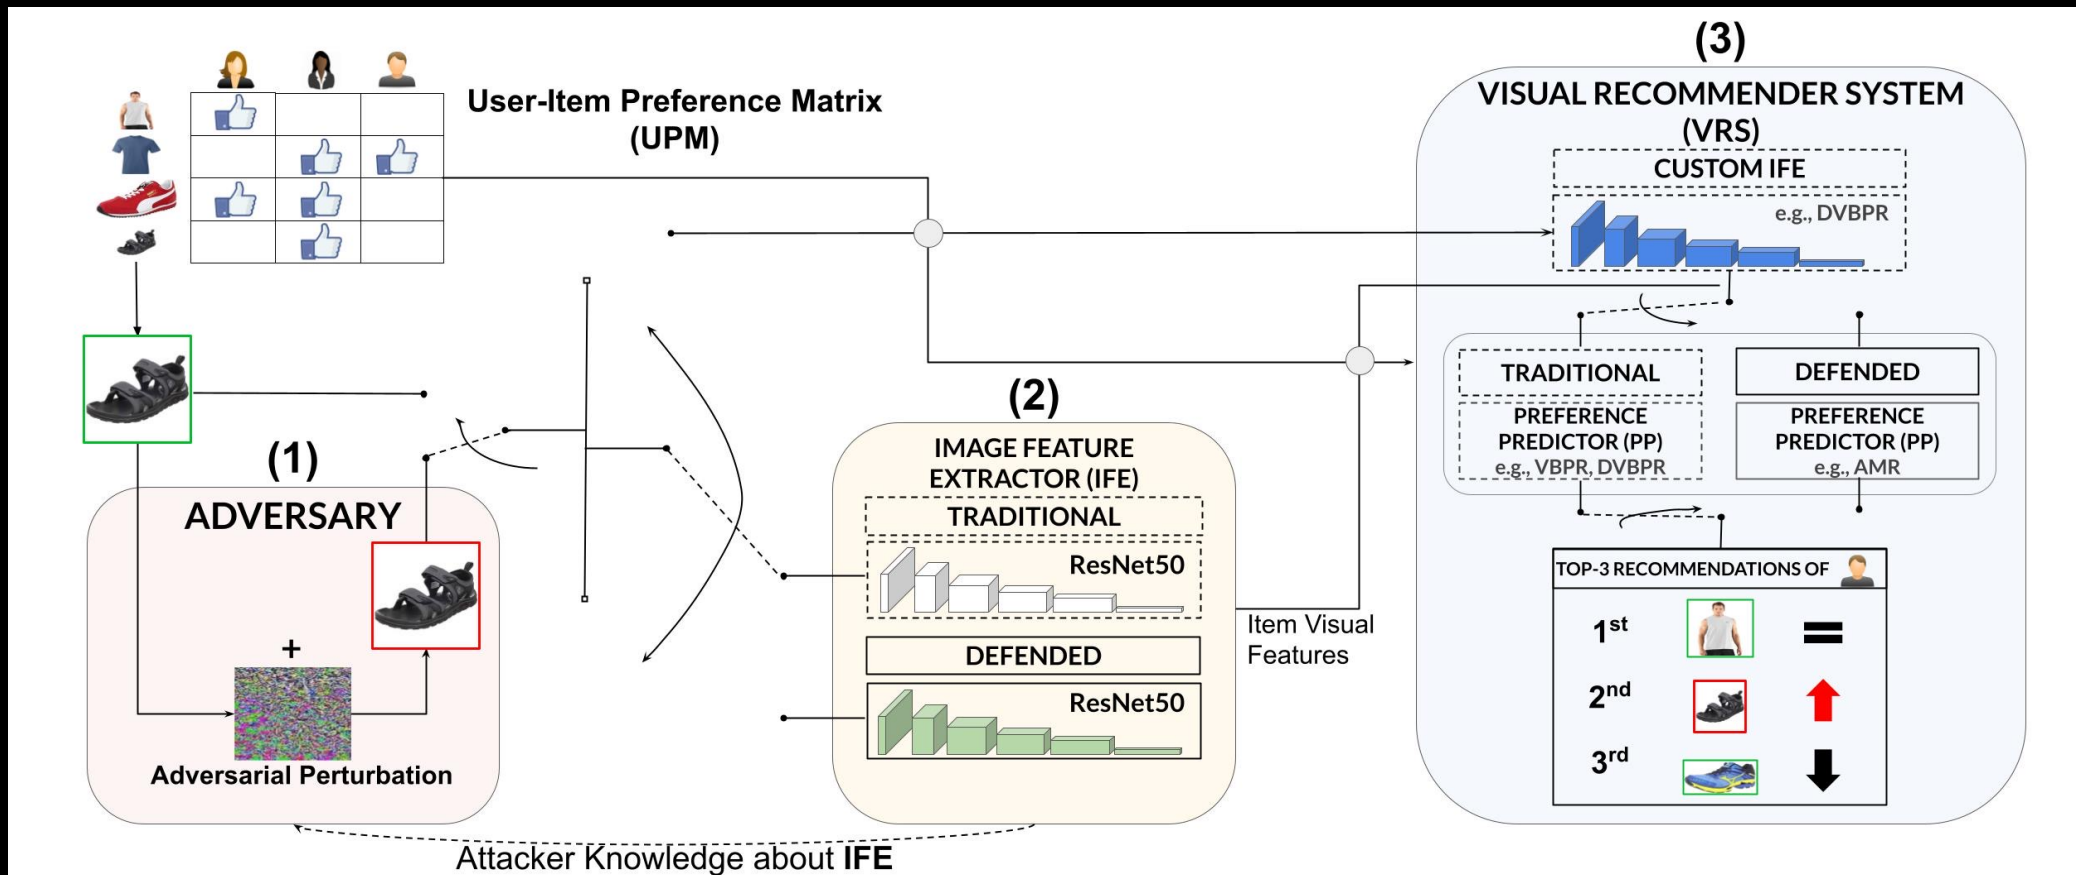 User-Item Preference Matrix
(UPM)
(1)
ADVERSARY
+
Adversarial Perturbation
Attacker Knowledge about IFE
(2)
IMAGE FEATURE
EXTRACTOR (IFE)
TRADITIONAL
ResNet50
DEFENDED
ResNet50
Item Visual
Features
(3)
VISUAL RECOMMENDER SYSTEM
(VRS)
CUSTOM IFE
e.g., DVBPR
TRADITIONAL
PREFERENCE
PREDICTOR (PP)
e.g., VBPR, DVBPR
DEFENDED
PREFERENCE
PREDICTOR (PP)
e.g., AMR
TOP-3 RECOMMENDATIONS OF
1st =
2nd
3rd